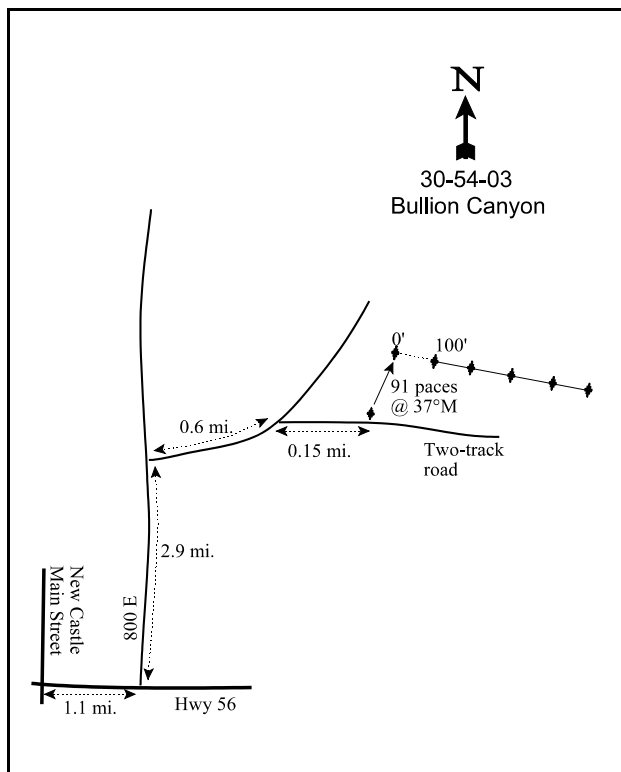 N
30-54-03
Bullion Canyon
0'
100'
91 paces
@ 37°M
0.6 mi.
0.15 mi.
Two-track
road
2.9 mi.
New Castle
Main Street
800 E
1.1 mi.
Hwy 56